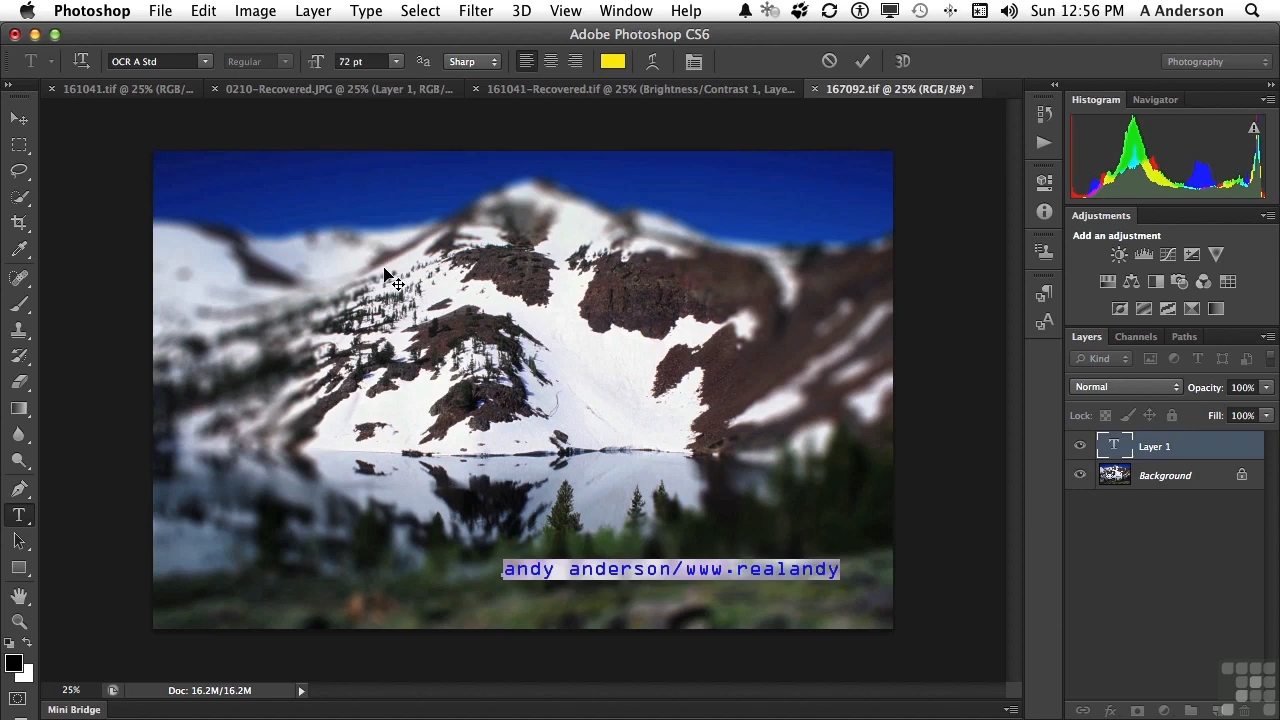 Photoshop File Edit Image Layer Type Select Filter 3D View Window Help Sun 12:56 PM A Anderson
Adobe Photoshop CS6
T OCR A Std Regular 72 pt Sharp 3D Photography
161041.tif @ 25% (RGB/... 0210-Recovered.JPG @ 25% (Layer 1, RGB/... 161041-Recovered.tif @ 25% (Brightness/Contrast 1, Laye... 167092.tif @ 25% (RGB/8#) *
Histogram Navigator
Adjustments
Add an adjustment
Layers Channels Paths
Kind
Normal Opacity: 100%
Lock: Fill: 100%
T Layer 1
Background
andy anderson/www.realandy
25% Doc: 16.2M/16.2M
Mini Bridge